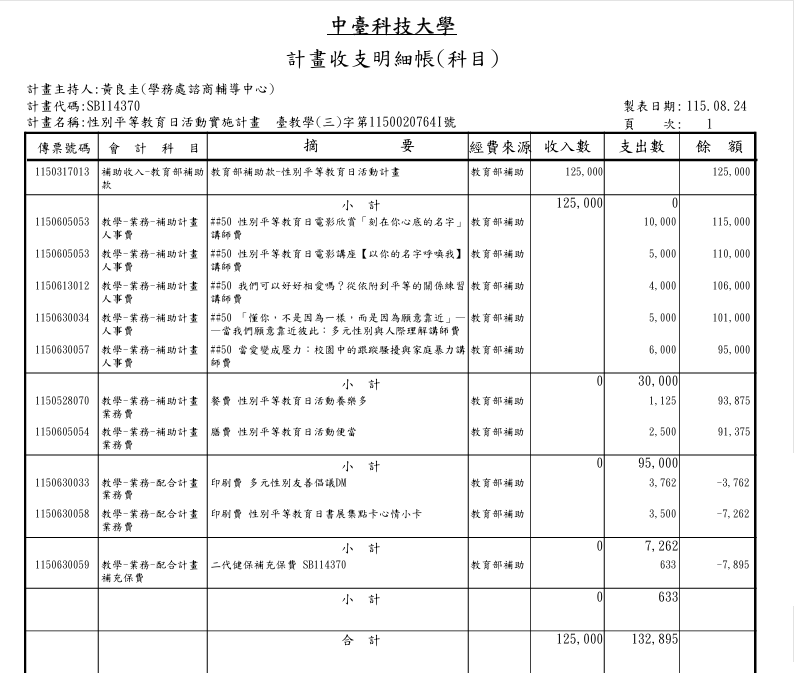 中臺科技大學
計畫收支明細帳(科目)
計畫主持人:黃良圭(學務處諮商輔導中心)
計畫代碼:SB114370 製表日期: 115.08.24
計畫名稱:性別平等教育日活動實施計畫 臺教學(三)字第1150020764I號 頁 次: 1
傳票號碼 會 計 科 目 摘 要 經費來源 收入數 支出數 餘 額
1150317013 補助收入-教育部補助 教育部補助款-性別平等教育日活動計畫 教育部補助 125,000 125,000
款
小 計 125,000 0
1150605053 教學-業務-補助計畫 ##50 性別平等教育日電影欣賞「刻在你心底的名字」 教育部補助 10,000 115,000
人事費 講師費
1150605053 教學-業務-補助計畫 ##50 性別平等教育日電影講座【以你的名字呼喚我】 教育部補助 5,000 110,000
人事費 講師費
1150613012 教學-業務-補助計畫 ##50 我們可以好好相愛嗎？從依附到平等的關係練習 教育部補助 4,000 106,000
人事費 講師費
1150630034 教學-業務-補助計畫 ##50 「懂你，不是因為一樣，而是因為願意靠近」— 教育部補助 5,000 101,000
人事費 —當我們願意靠近彼此：多元性別與人際理解講師費
1150630057 教學-業務-補助計畫 ##50 當愛變成壓力：校園中的跟蹤騷擾與家庭暴力講 教育部補助 6,000 95,000
人事費 師費
小 計 0 30,000
1150528070 教學-業務-補助計畫 餐費 性別平等教育日活動養樂多 教育部補助 1,125 93,875
業務費
1150605054 教學-業務-補助計畫 膳費 性別平等教育日活動便當 教育部補助 2,500 91,375
業務費
小 計 0 95,000
1150630033 教學-業務-配合計畫 印刷費 多元性別友善倡議DM 教育部補助 3,762 -3,762
業務費
1150630058 教學-業務-配合計畫 印刷費 性別平等教育日書展集點卡心情小卡 教育部補助 3,500 -7,262
業務費
小 計 0 7,262
1150630059 教學-業務-配合計畫 二代健保補充保費 SB114370 教育部補助 633 -7,895
補充保費
小 計 0 633
合 計 125,000 132,895